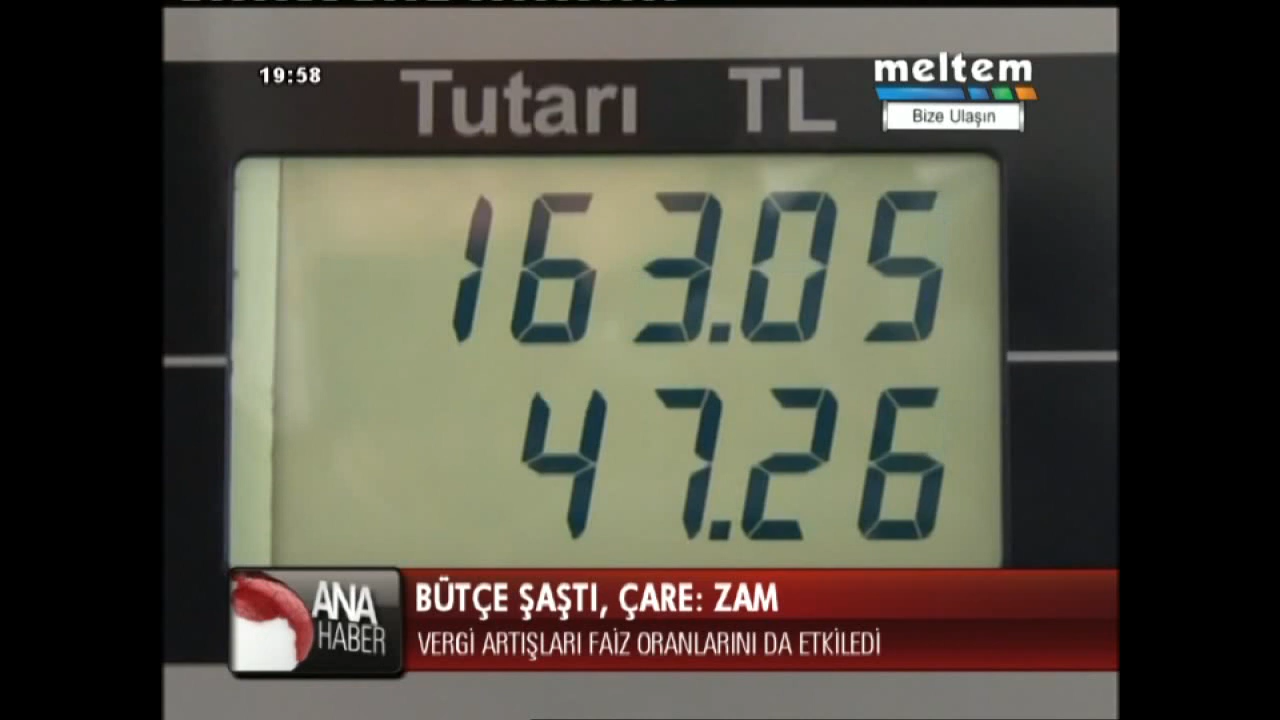 19:58
Tutarı TL
meltem
Bize Ulaşın
163.05
47.26
ANA
HABER
BÜTÇE ŞAŞTI, ÇARE: ZAM
VERGİ ARTIŞLARI FAİZ ORANLARINI DA ETKİLEDİ